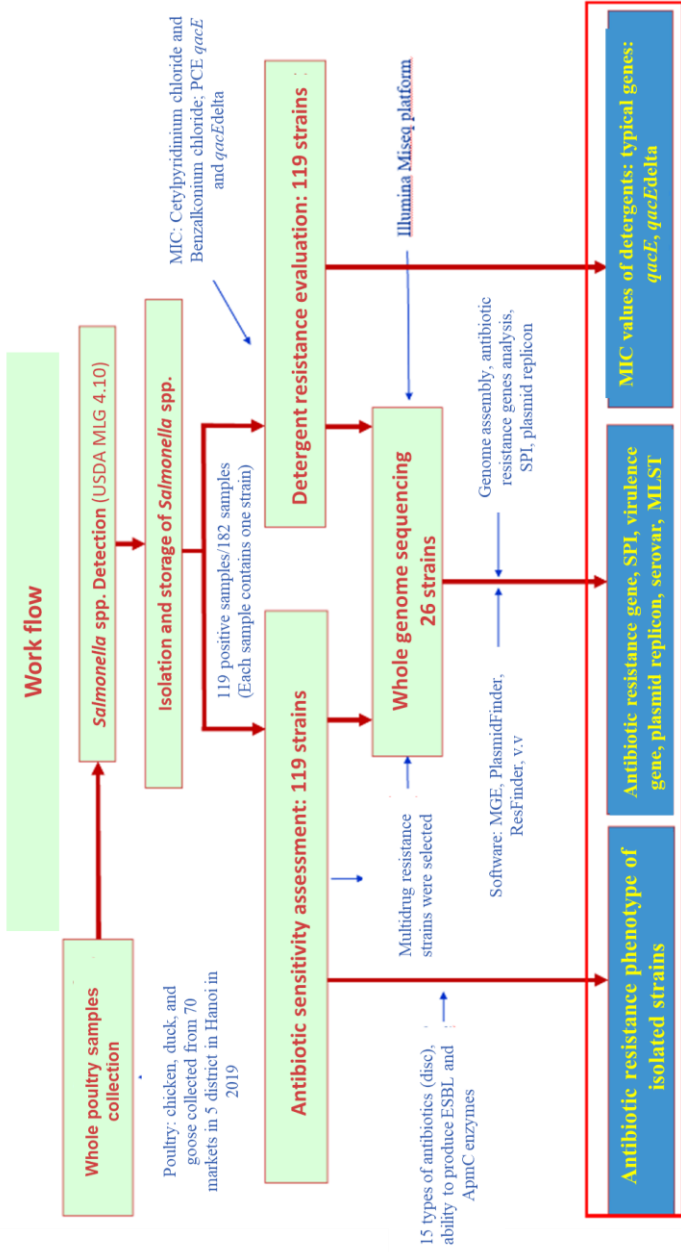 Work flow
Whole poultry samples
collection
Salmonella spp. Detection (USDA MLG 4.10)
Poultry: chicken, duck, and
goose collected from 70
markets in 5 district in Hanoi in
2019
Isolation and storage of Salmonella spp.
119 positive samples/182 samples
(Each sample contains one strain)
MIC: Cetylpyridinium chloride and
Benzalkonium chloride; PCE qacE
and qacEdelta
Antibiotic sensitivity assessment: 119 strains
Detergent resistance evaluation: 119 strains
Multidrug resistance
strains were selected
Whole genome sequencing
26 strains
Illumina Miseq platform
15 types of antibiotics (disc),
ability to produce ESBL and
ApmC enzymes
Software: MGE, PlasmidFinder,
ResFinder, v.v
Genome assembly, antibiotic
resistance genes analysis,
SPI, plasmid replicon
Antibiotic resistance phenotype of
isolated strains
Antibiotic resistance gene, SPI, virulence
gene, plasmid replicon, serovar, MLST
MIC values of detergents: typical genes:
qacE, qacEdelta